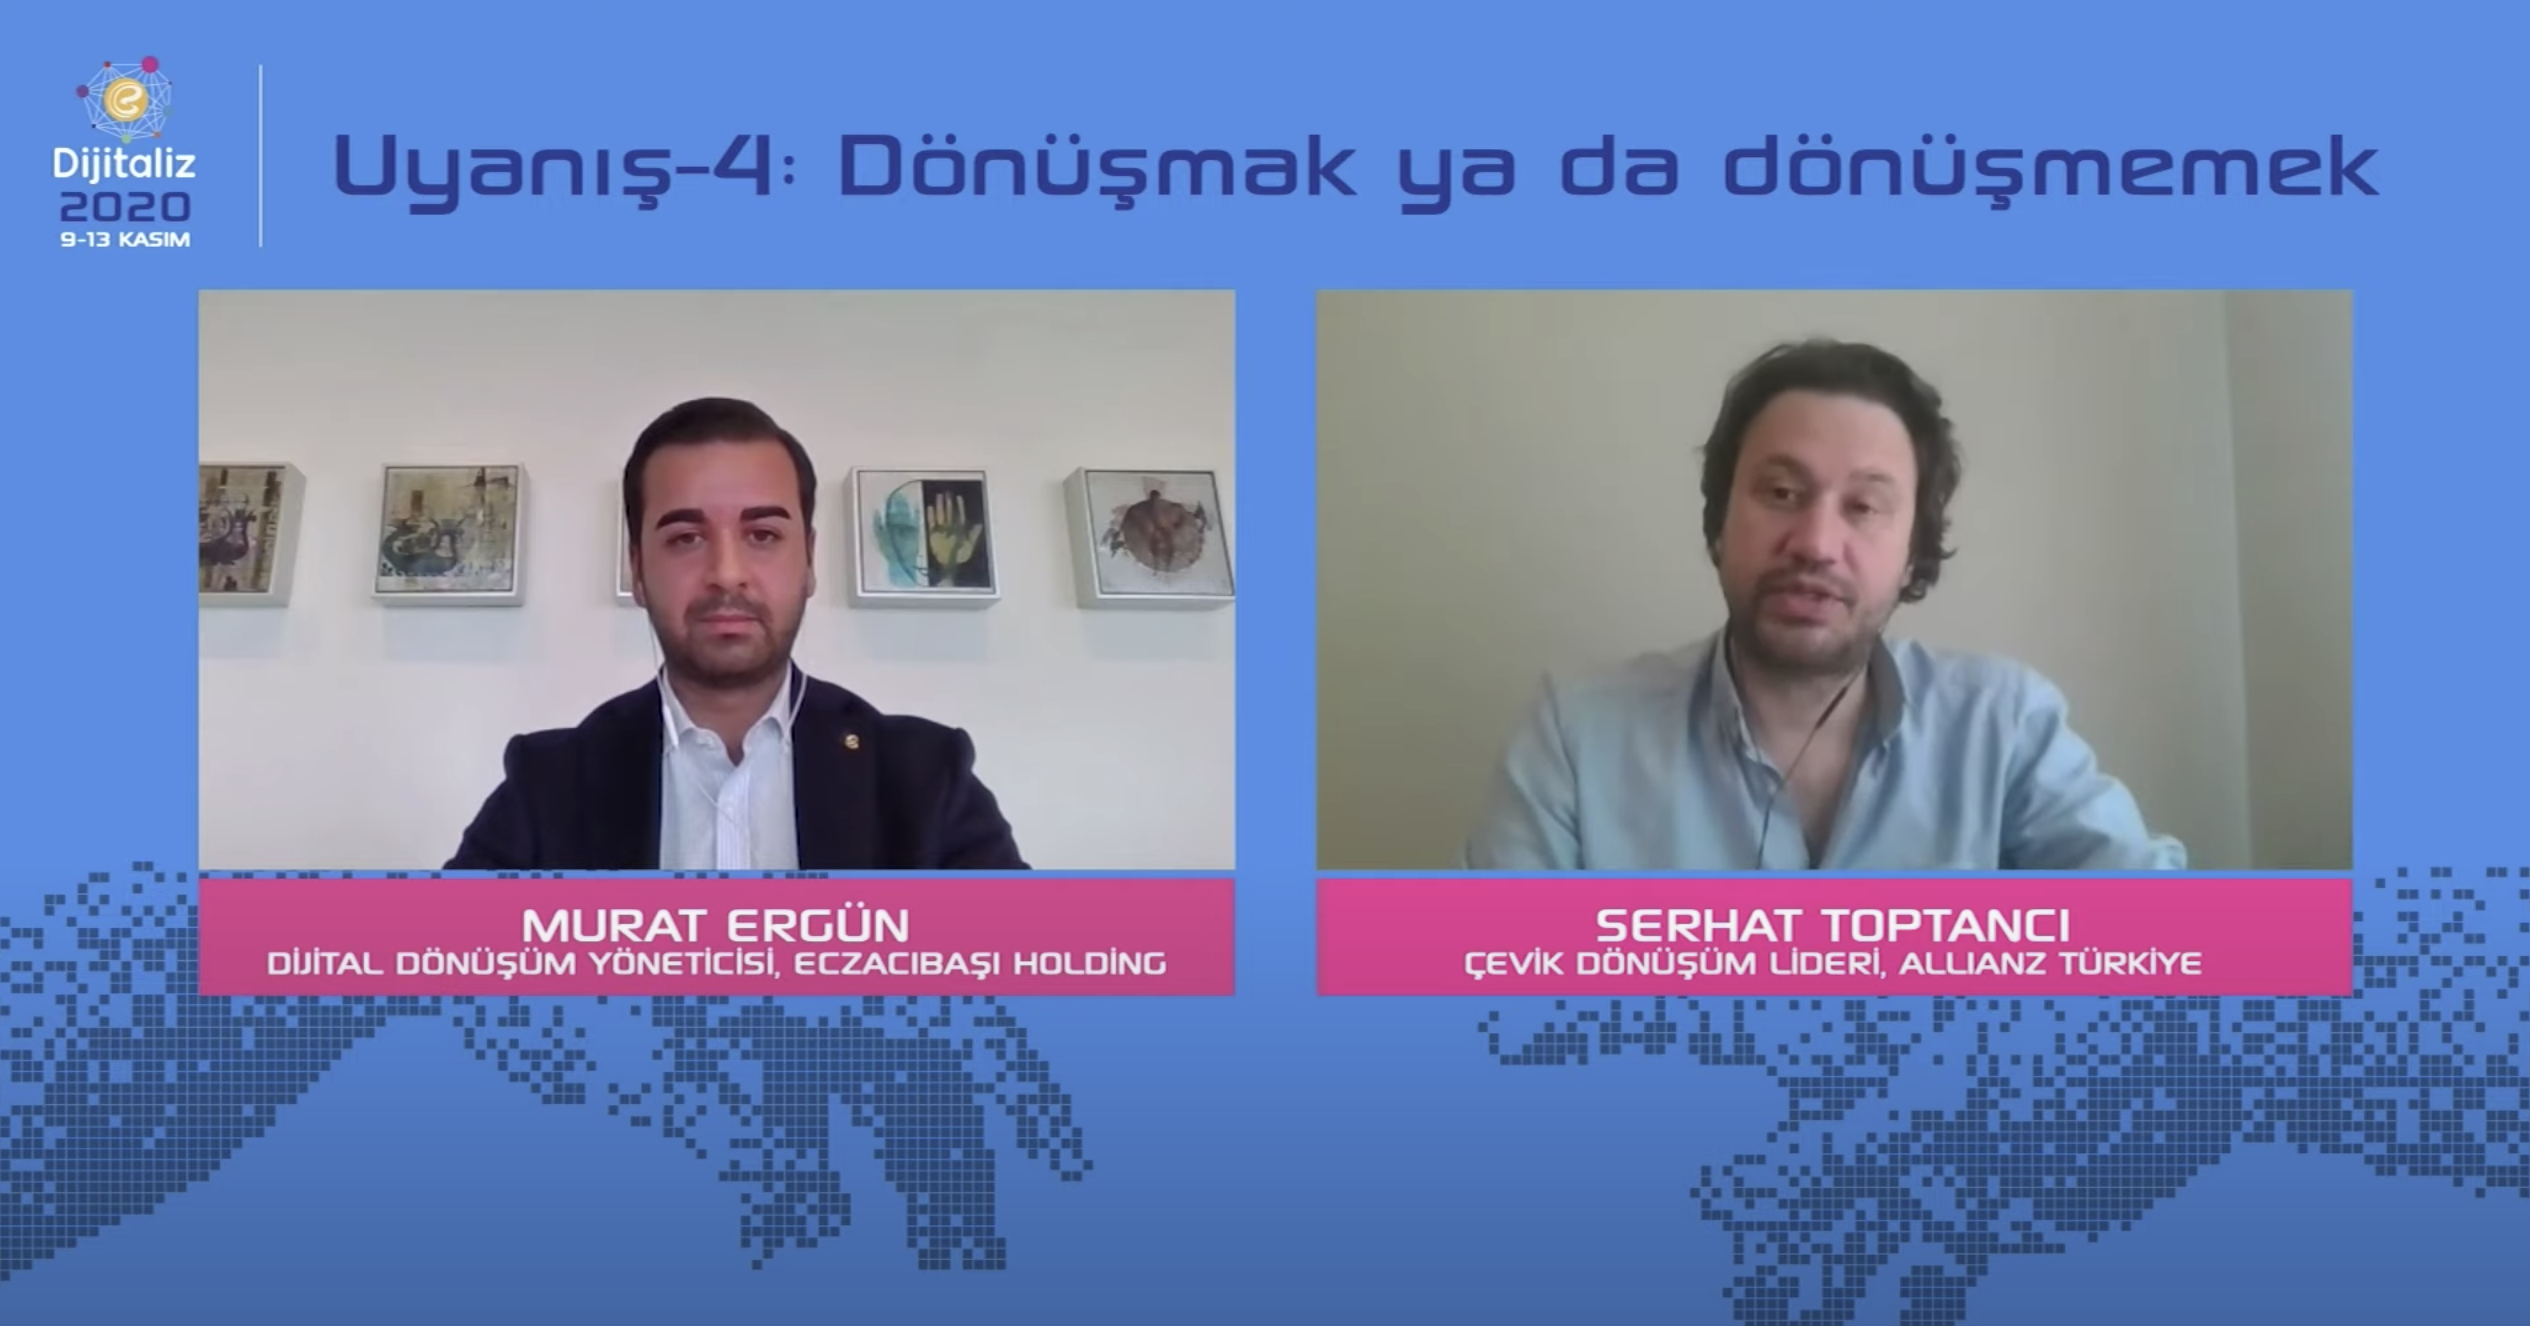 Dijitaliz
2020
9-13 KASIM
Uyanış-4: Dönüşmak ya da dönüşmemek
MURAT ERGÜN
DİJİTAL DÖNÜŞÜM YÖNETİCİSİ, ECZACIBAŞI HOLDİNG
SERHAT TOPTANCI
ÇEVİK DÖNÜŞÜM LİDERİ, ALLIANZ TÜRKİYE